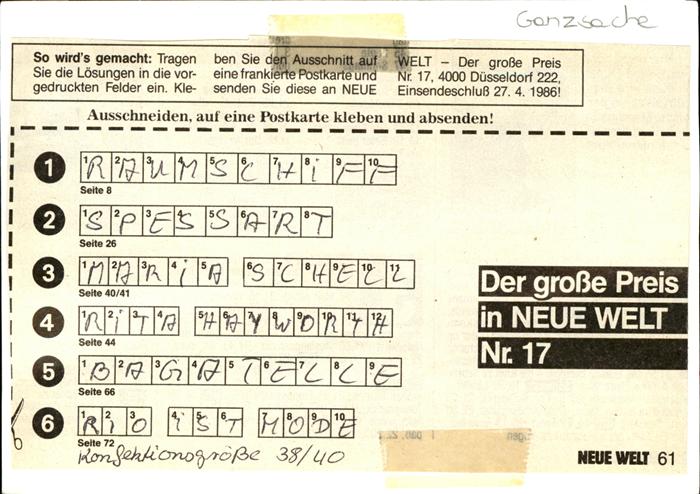 Ganzsache
So wird's gemacht: Tragen Sie die Lösungen in die vorgedruckten Felder ein. Kle-
ben Sie den Ausschnitt auf eine frankierte Postkarte und senden Sie diese an NEUE
WELT – Der große Preis Nr. 17, 4000 Düsseldorf 222, Einsendeschluß 27. 4. 1986!
Ausschneiden, auf eine Postkarte kleben und absenden!
1 RAUMSCHIFF
Seite 8
2 SPESSART
Seite 26
3 MARIA SCHELL
Seite 40/41
4 RITA HAYWORTH
Seite 44
5 BAGATELLE
Seite 66
6 RIO IST MODE
Seite 72
Konfektionsgröße 38/40
Der große Preis
in NEUE WELT
Nr. 17
NEUE WELT 61